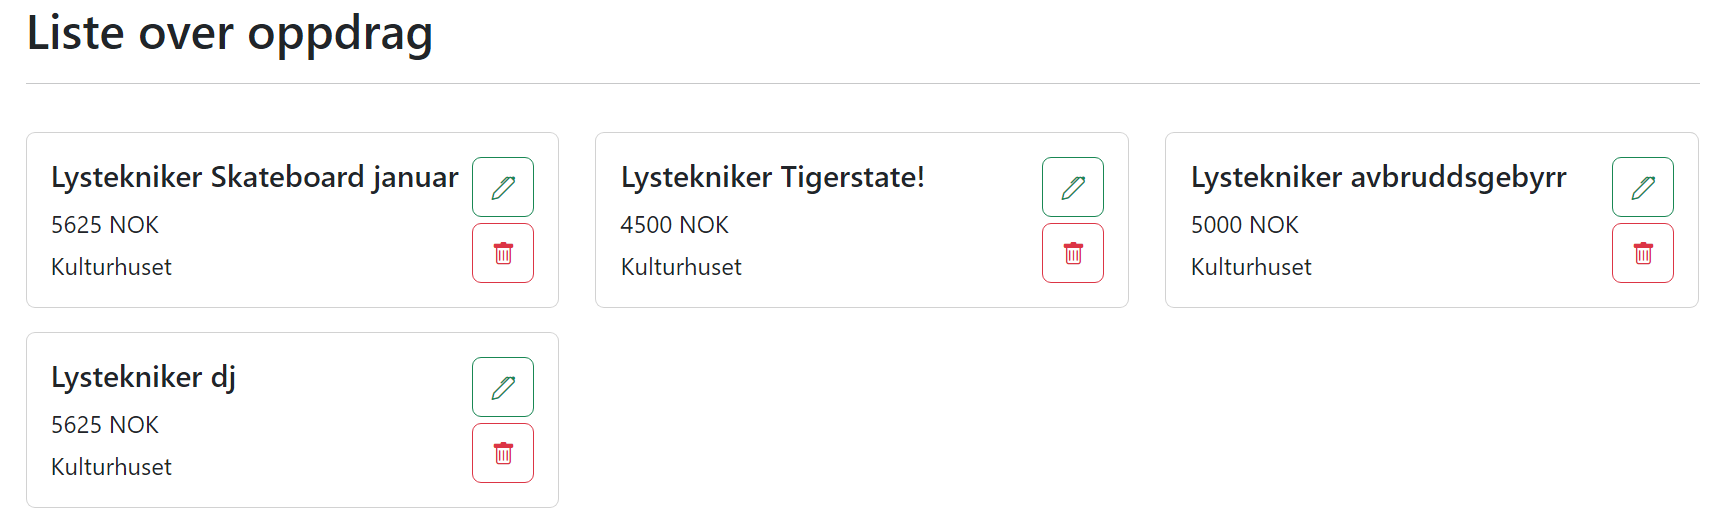 Liste over oppdrag
Lystekniker Skateboard januar
5625 NOK
Kulturhuset
Lystekniker Tigerstate!
4500 NOK
Kulturhuset
Lystekniker avbruddsgebyrr
5000 NOK
Kulturhuset
Lystekniker dj
5625 NOK
Kulturhuset